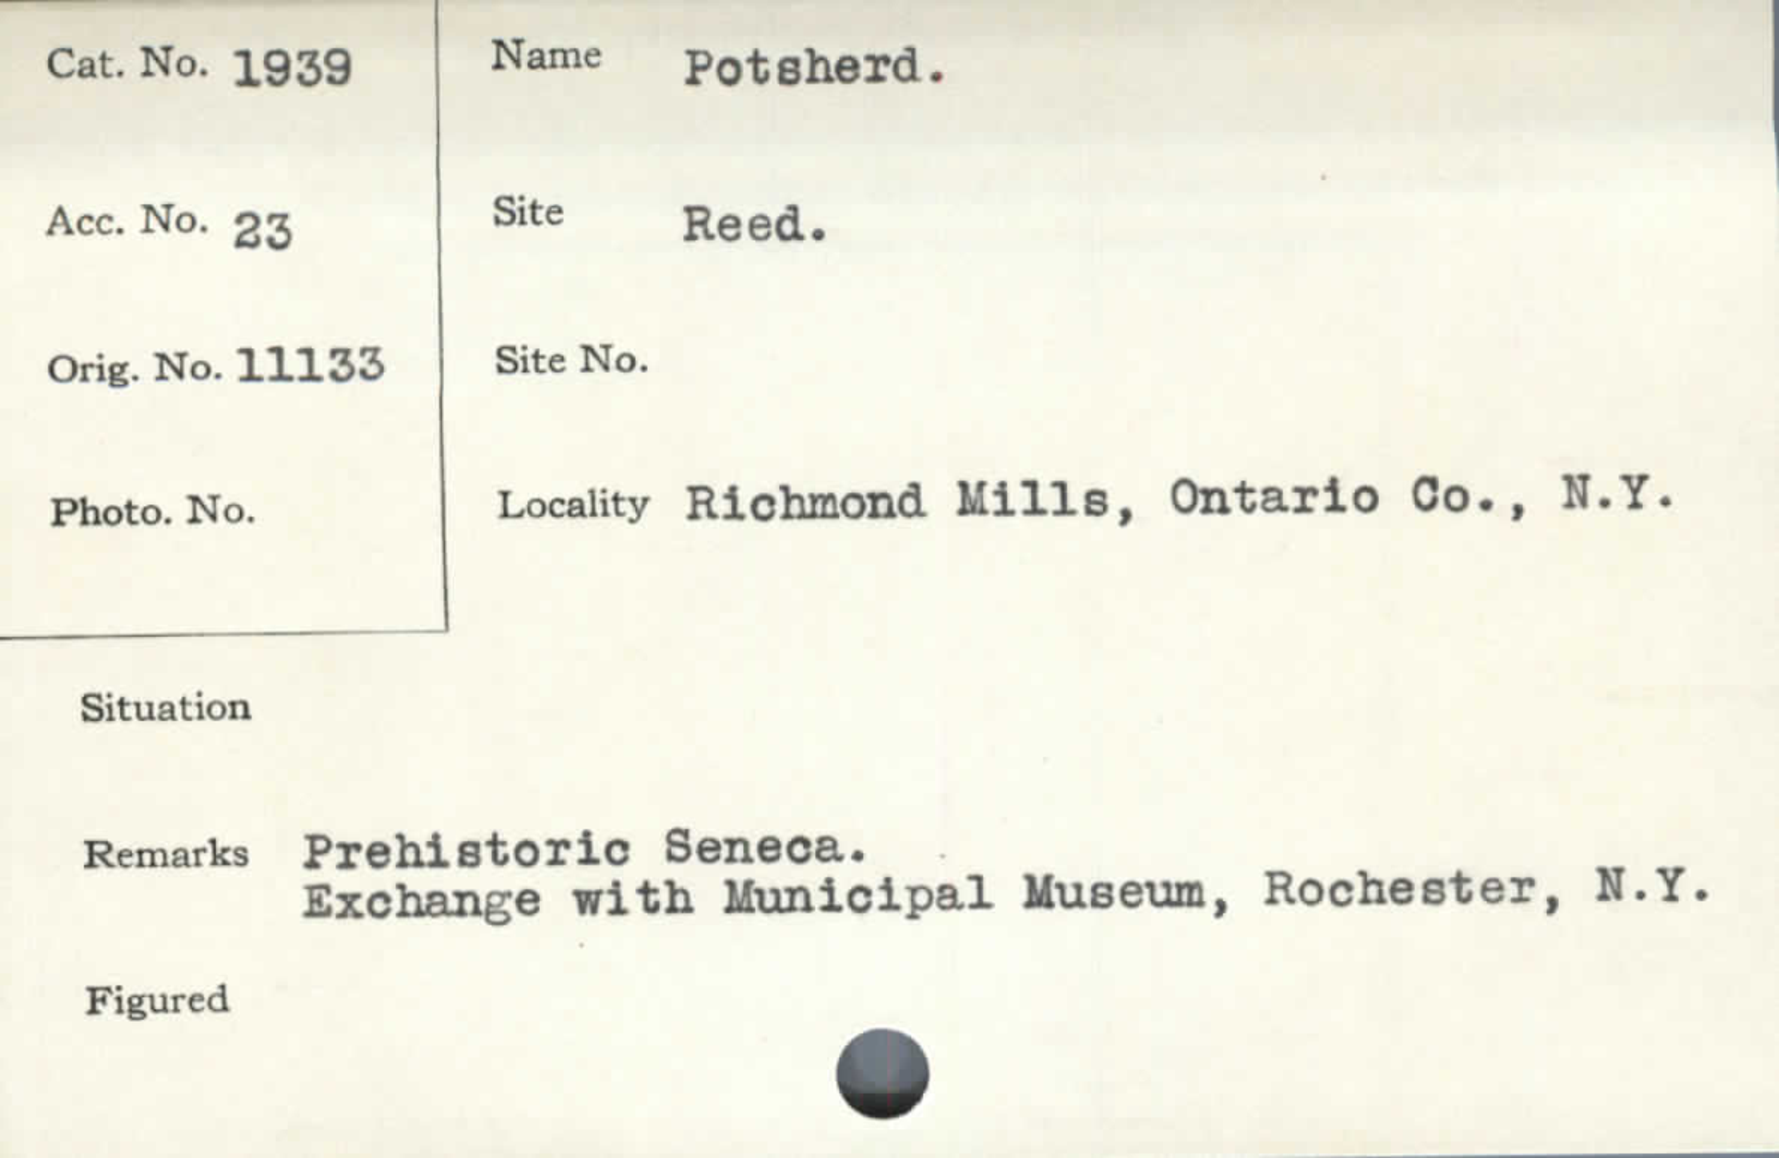 Cat. No. 1939
Acc. No. 23
Orig. No. 11133
Photo. No.
Name Potsherd.
Site Reed.
Site No.
Locality Richmond Mills, Ontario Co., N.Y.
Situation
Remarks Prehistoric Seneca.
Exchange with Municipal Museum, Rochester, N.Y.
Figured